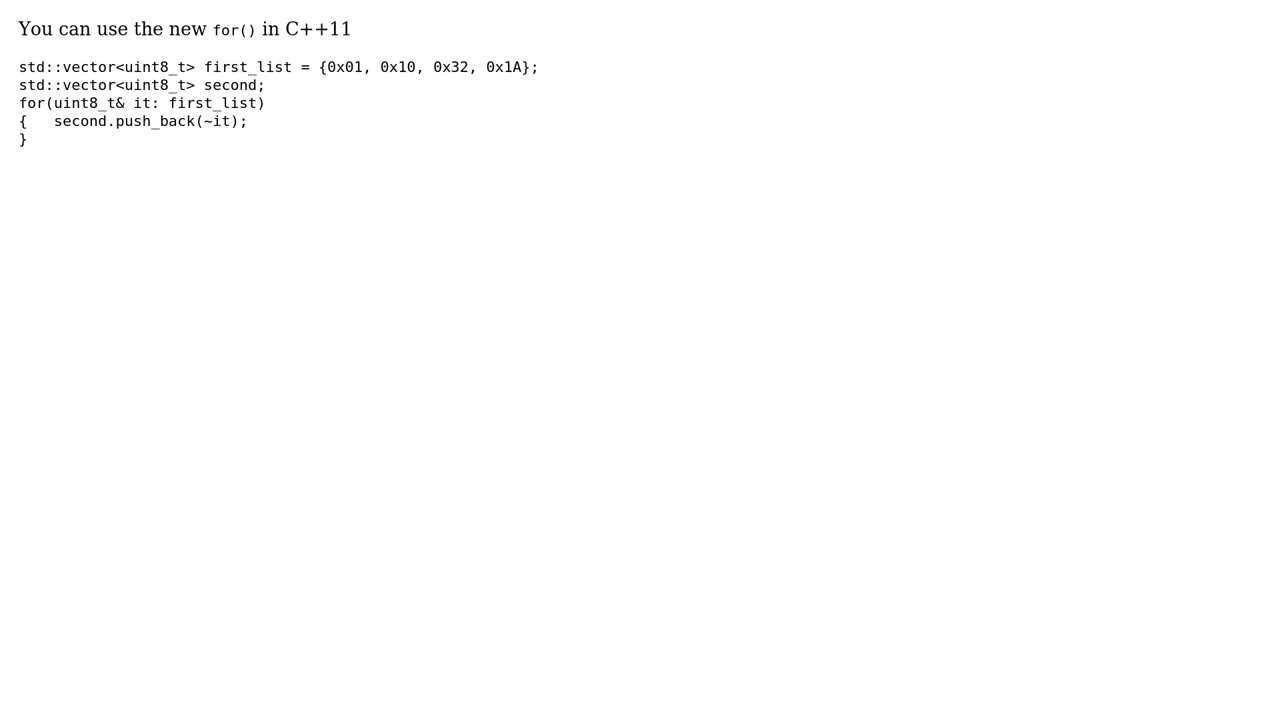 You can use the new for() in C++11
std::vector<uint8_t> first_list = {0x01, 0x10, 0x32, 0x1A};
std::vector<uint8_t> second;
for(uint8_t& it: first_list)
{   second.push_back(~it);
}